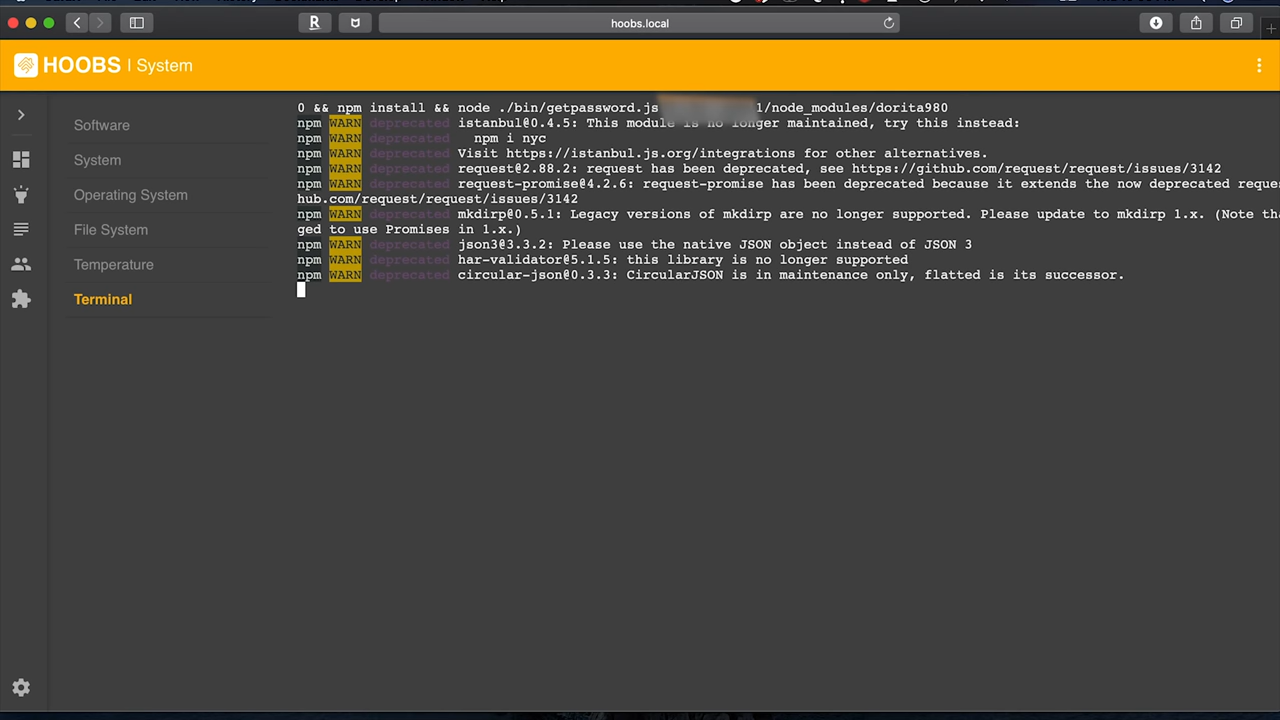 hoobs.local
HOOBS | System
Software
System
Operating System
File System
Temperature
Terminal
0 && npm install && node ./bin/getpassword.js 1/node_modules/dorita980
npm WARN deprecated istanbul@0.4.5: This module is no longer maintained, try this instead:
npm WARN deprecated npm i nyc
npm WARN deprecated Visit https://istanbul.js.org/integrations for other alternatives.
npm WARN deprecated request@2.88.2: request has been deprecated, see https://github.com/request/request/issues/3142
npm WARN deprecated request-promise@4.2.6: request-promise has been deprecated because it extends the now deprecated reque
hub.com/request/request/issues/3142
npm WARN deprecated mkdirp@0.5.1: Legacy versions of mkdirp are no longer supported. Please update to mkdirp 1.x. (Note tha
ged to use Promises in 1.x.)
npm WARN deprecated json3@3.3.2: Please use the native JSON object instead of JSON 3
npm WARN deprecated har-validator@5.1.5: this library is no longer supported
npm WARN deprecated circular-json@0.3.3: CircularJSON is in maintenance only, flatted is its successor.